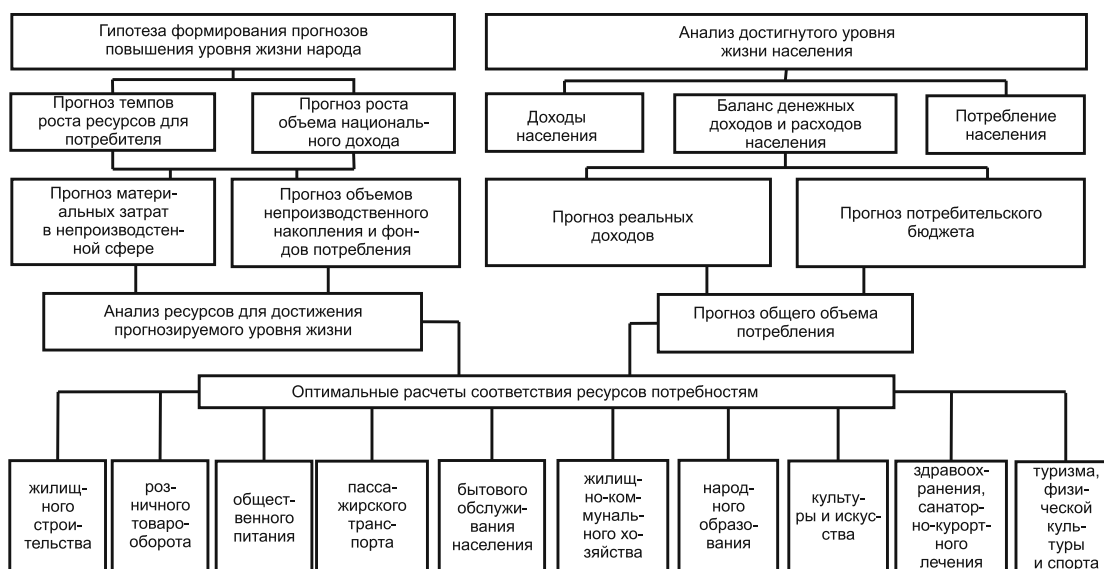 Гипотеза формирования прогнозов
повышения уровня жизни народа
Анализ достигнутого уровня
жизни населения
Прогноз темпов
роста ресурсов для
потребителя
Прогноз роста
объема националь-
ного дохода
Доходы
населения
Баланс денежных
доходов и расходов
населения
Потребление
населения
Прогноз матери-
альных затрат
в непроизводстен-
ной сфере
Прогноз объемов
непроизводственного
накопления и фон-
дов потребления
Прогноз реальных
доходов
Прогноз потребительского
бюджета
Анализ ресурсов для достижения
прогнозируемого уровня жизни
Прогноз общего объема
потребления
Оптимальные расчеты соответствия ресурсов потребностям
жилищ-
ного
строи-
тельства
роз-
ничного
товаро-
оборота
общест-
венного
питания
пасса-
жирского
транс-
порта
бытового
обслужи-
вания
населения
жилищ-
но-ком-
мунально-
го хо-
зяйства
народ-
ного
образо-
вания
культу-
ры и искус-
ства
здравоох-
ранения,
санатор-
но-курорт-
ного
лечения
туризма,
физи-
ческой
куль-
туры
и спорта